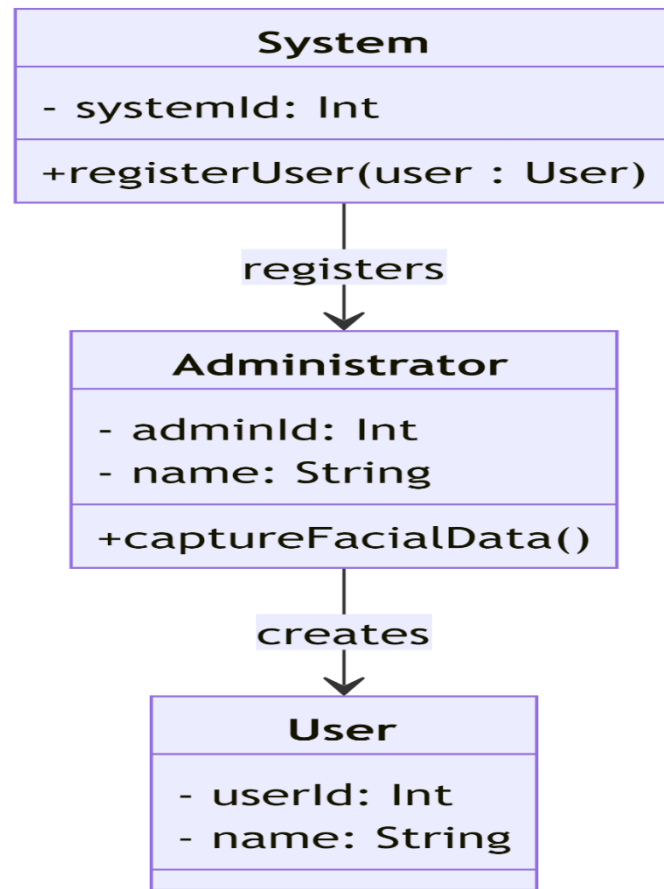 System
- systemId: Int
+registerUser(user : User)
registers
Administrator
- adminId: Int
- name: String
+captureFacialData()
creates
User
- userId: Int
- name: String